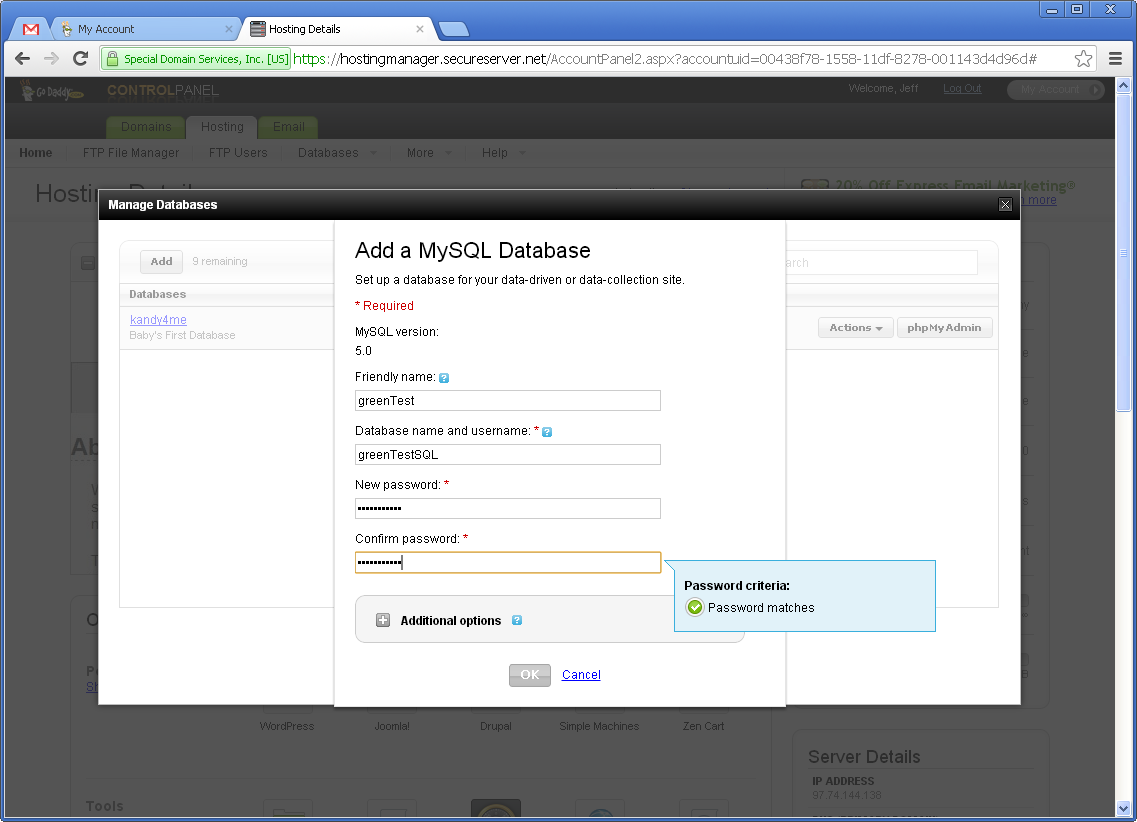 My Account
Hosting Details
Special Domain Services, Inc. [US] https://hostingmanager.secureserver.net/AccountPanel2.aspx?accountuid=00438f78-1558-11df-8278-001143d4d96d#
Go Daddy CONTROLPANEL Welcome, Jeff Log Out My Account
Domains Hosting Email
Home FTP File Manager FTP Users Databases More Help
20% Off Express Email Marketing®
more
Manage Databases
Add 9 remaining
Databases
kandy4me
Baby's First Database
Actions phpMyAdmin
Add a MySQL Database
Set up a database for your data-driven or data-collection site.
* Required
MySQL version:
5.0
Friendly name: ?
greenTest
Database name and username: * ?
greenTestSQL
New password: *
•••••••••••
Confirm password: *
•••••••••••
Password criteria:
Password matches
Additional options ?
OK Cancel
WordPress Joomla! Drupal Simple Machines Zen Cart
Server Details
IP ADDRESS
97.74.144.138
Tools